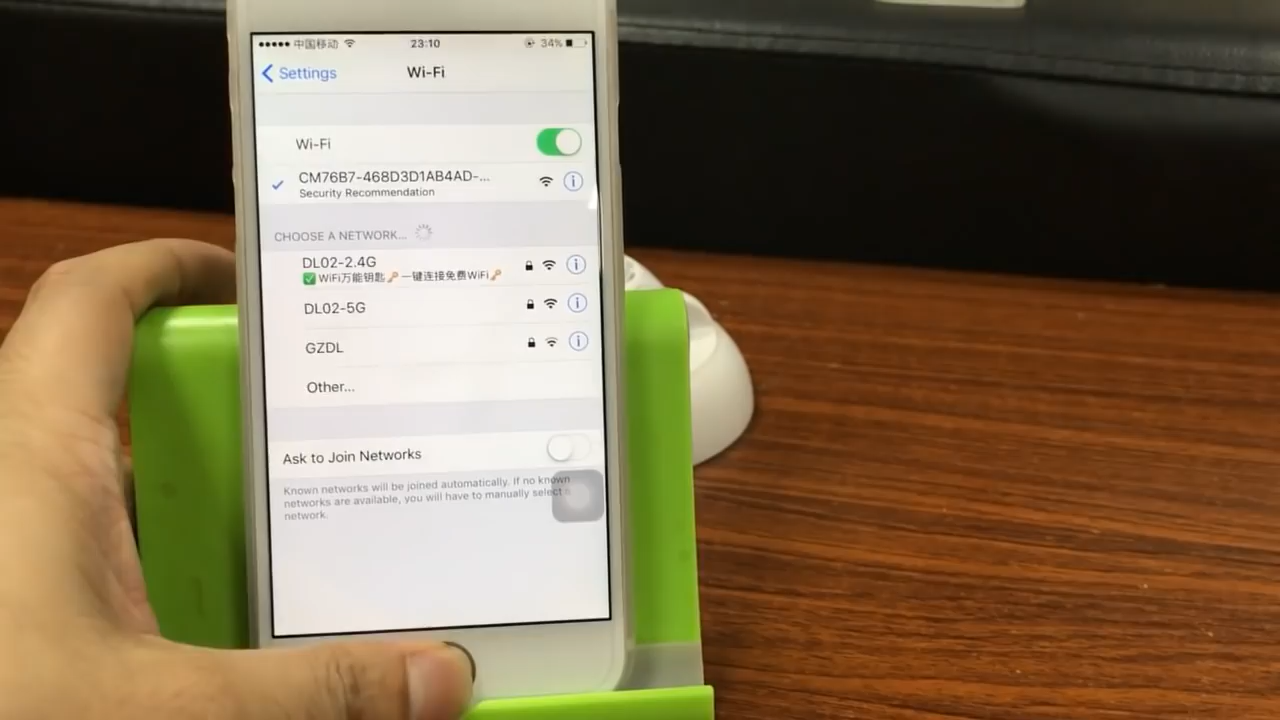 中国移动
23:10
34%
Settings
Wi-Fi
Wi-Fi
CM76B7-468D3D1AB4AD-...
Security Recommendation
CHOOSE A NETWORK...
DL02-2.4G
✅ WiFi万能钥匙🔑 一键连接免费WiFi🔑
DL02-5G
GZDL
Other...
Ask to Join Networks
Known networks will be joined automatically. If no known
networks are available, you will have to manually select a
network.